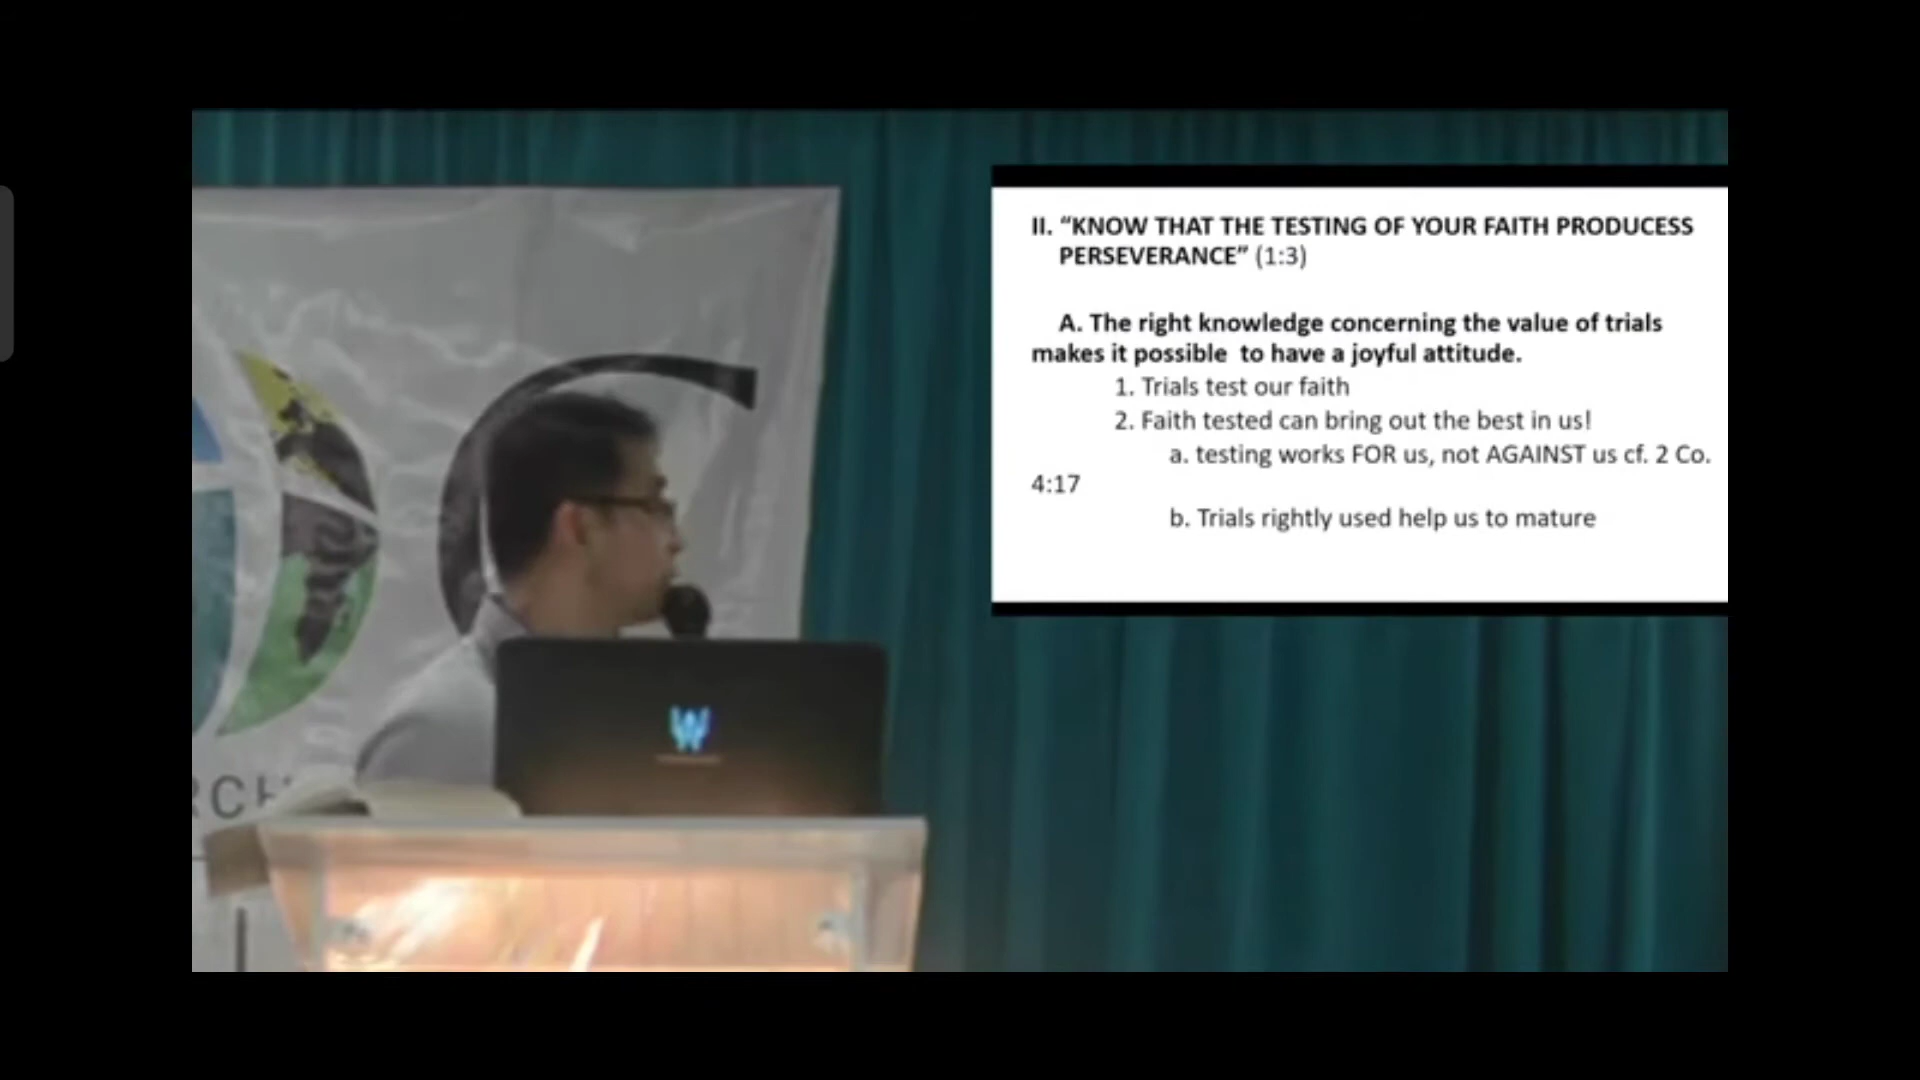 II. “KNOW THAT THE TESTING OF YOUR FAITH PRODUCESS
PERSEVERANCE” (1:3)
A. The right knowledge concerning the value of trials
makes it possible to have a joyful attitude.
1. Trials test our faith
2. Faith tested can bring out the best in us!
a. testing works FOR us, not AGAINST us cf. 2 Co.
4:17
b. Trials rightly used help us to mature
C
RCH
W